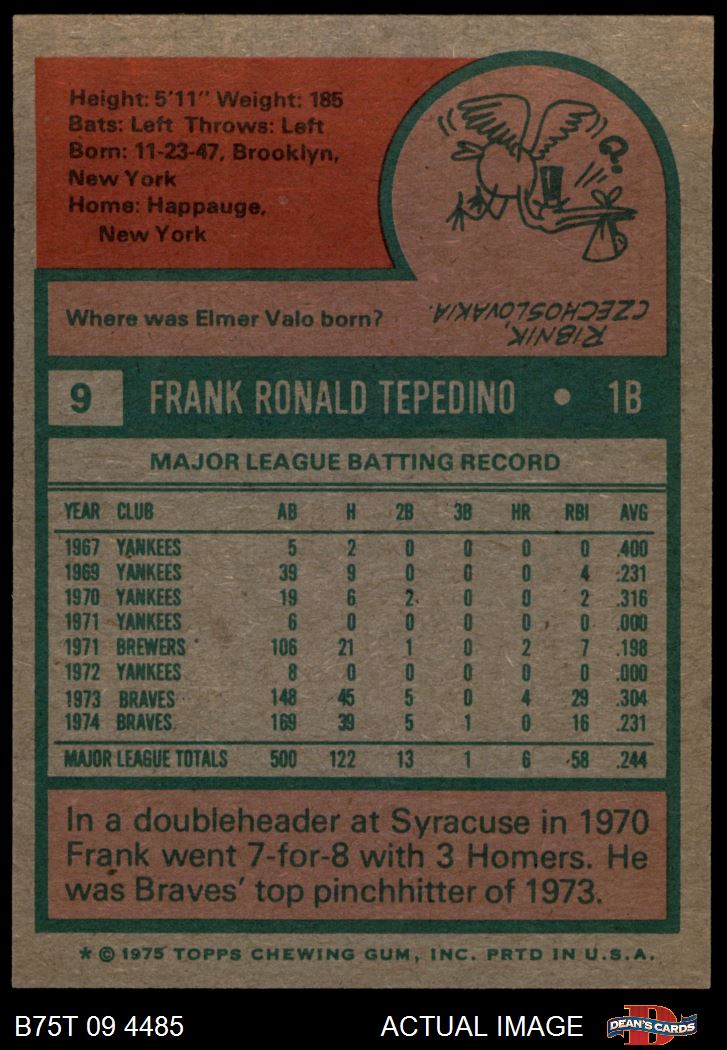 Height: 5'11" Weight: 185
Bats: Left Throws: Left
Born: 11-23-47, Brooklyn,
New York
Home: Happauge,
New York
Q.
Where was Elmer Valo born?
RIBNIK,
CZECHOSLOVAKIA.
9 FRANK RONALD TEPEDINO • 1B
MAJOR LEAGUE BATTING RECORD
YEAR CLUB AB H 2B 3B HR RBI AVG
1967 YANKEES 5 2 0 0 0 0 .400
1969 YANKEES 39 9 0 0 0 4 .231
1970 YANKEES 19 6 2 0 0 2 .316
1971 YANKEES 6 0 0 0 0 0 .000
1971 BREWERS 106 21 1 0 2 7 .198
1972 YANKEES 8 0 0 0 0 0 .000
1973 BRAVES 148 45 5 0 4 29 .304
1974 BRAVES 169 39 5 1 0 16 .231
MAJOR LEAGUE TOTALS 500 122 13 1 6 58 .244
In a doubleheader at Syracuse in 1970
Frank went 7-for-8 with 3 Homers. He
was Braves' top pinchhitter of 1973.
* © 1975 TOPPS CHEWING GUM, INC. PRTD IN U.S.A.
B75T 09 4485 ACTUAL IMAGE
D
DEAN'S CARDS